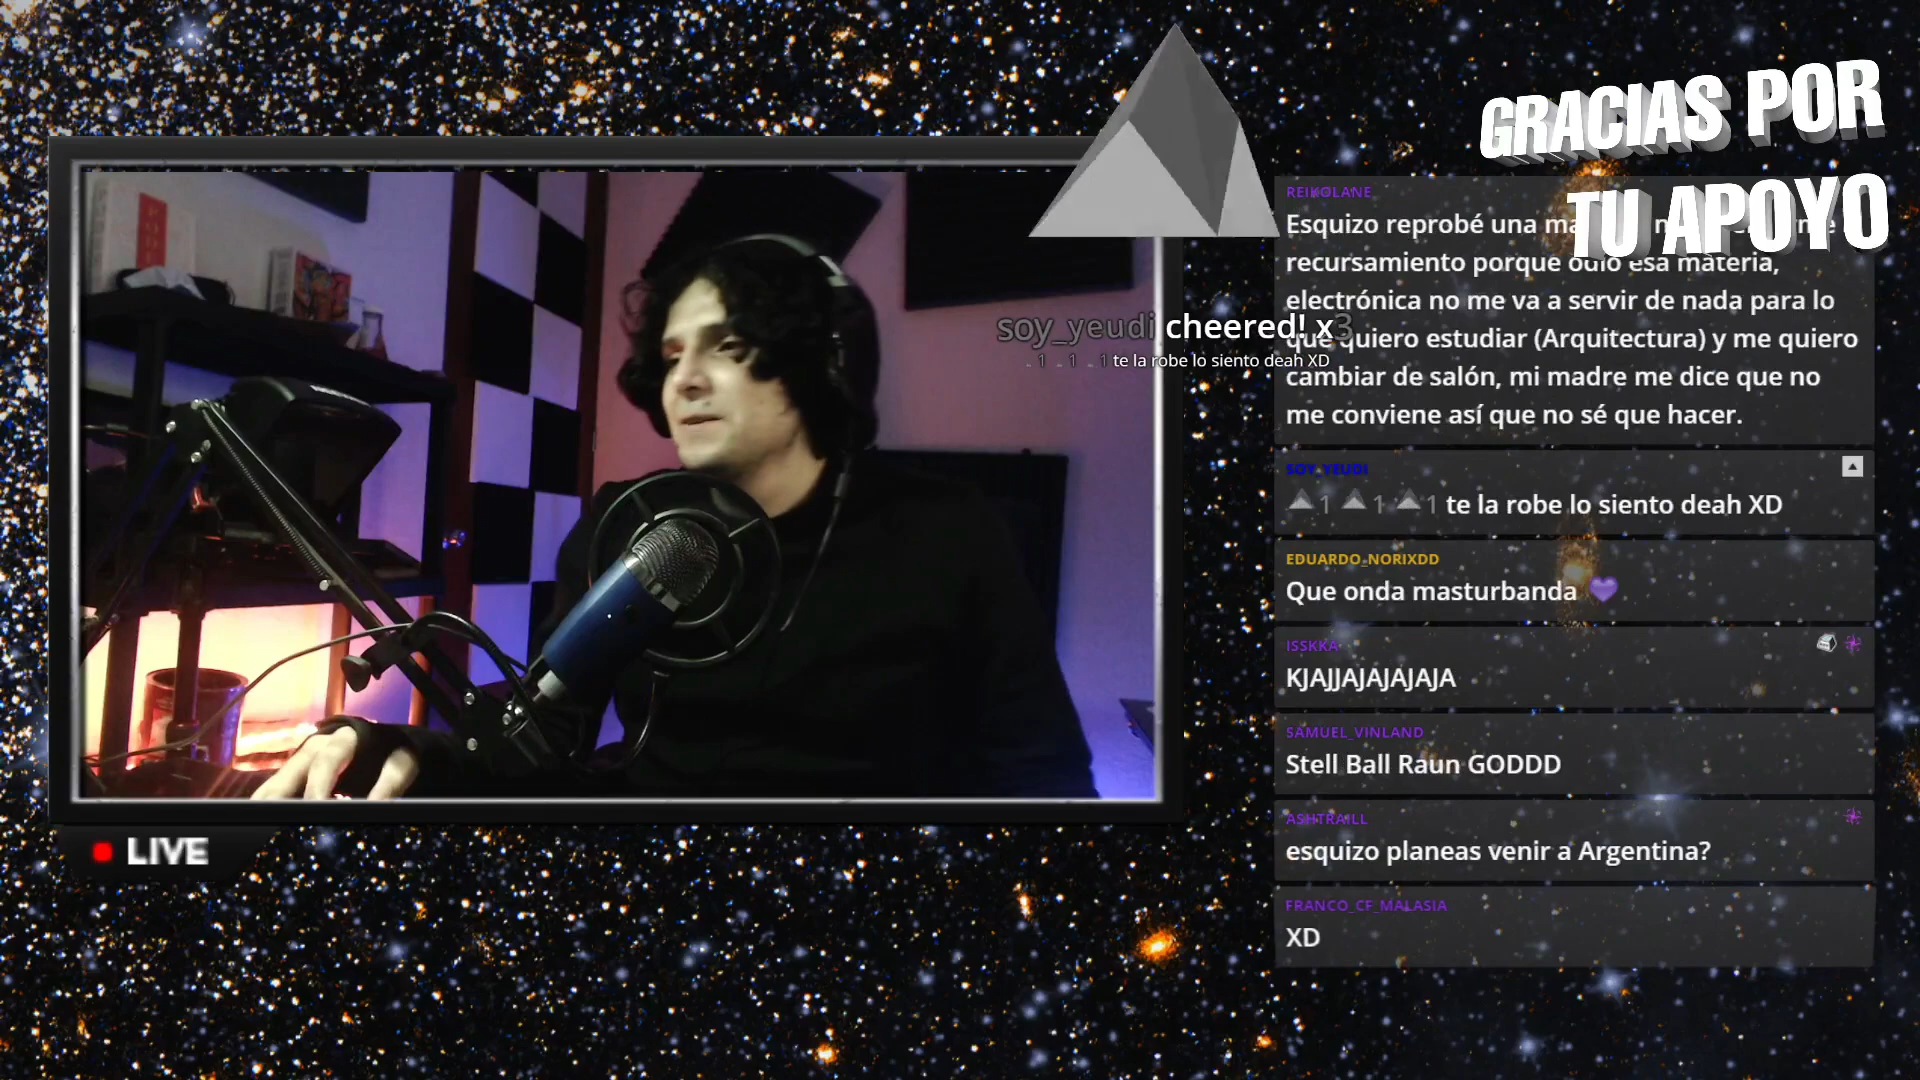 GRACIAS POR
TU APOYO
REIKOLANE
Esquizo reprobé una
recursamiento porque odio esa materia,
electrónica no me va a servir de nada para lo
que quiero estudiar (Arquitectura) y me quiero
cambiar de salón, mi madre me dice que no
me conviene así que no sé que hacer.
soy_yeudi cheered! x3
1 1 1 te la robe lo siento deah XD
SOY_YEUDI
1 1 1 te la robe lo siento deah XD
EDUARDO_NORIXDD
Que onda masturbanda
ISSKKA
KJAJJAJAJAJAJA
SAMUEL_VINLAND
Stell Ball Raun GODDD
ASHTRAILL
esquizo planeas venir a Argentina?
FRANCO_CF_MALASIA
XD
LIVE